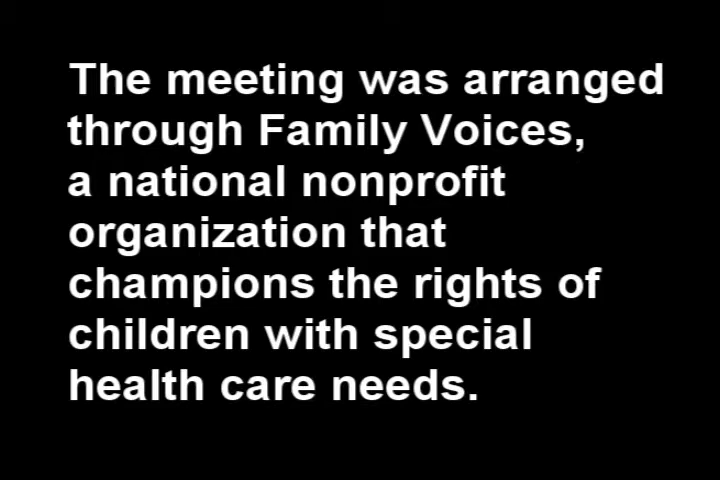 The meeting was arranged
through Family Voices,
a national nonprofit
organization that
champions the rights of
children with special
health care needs.